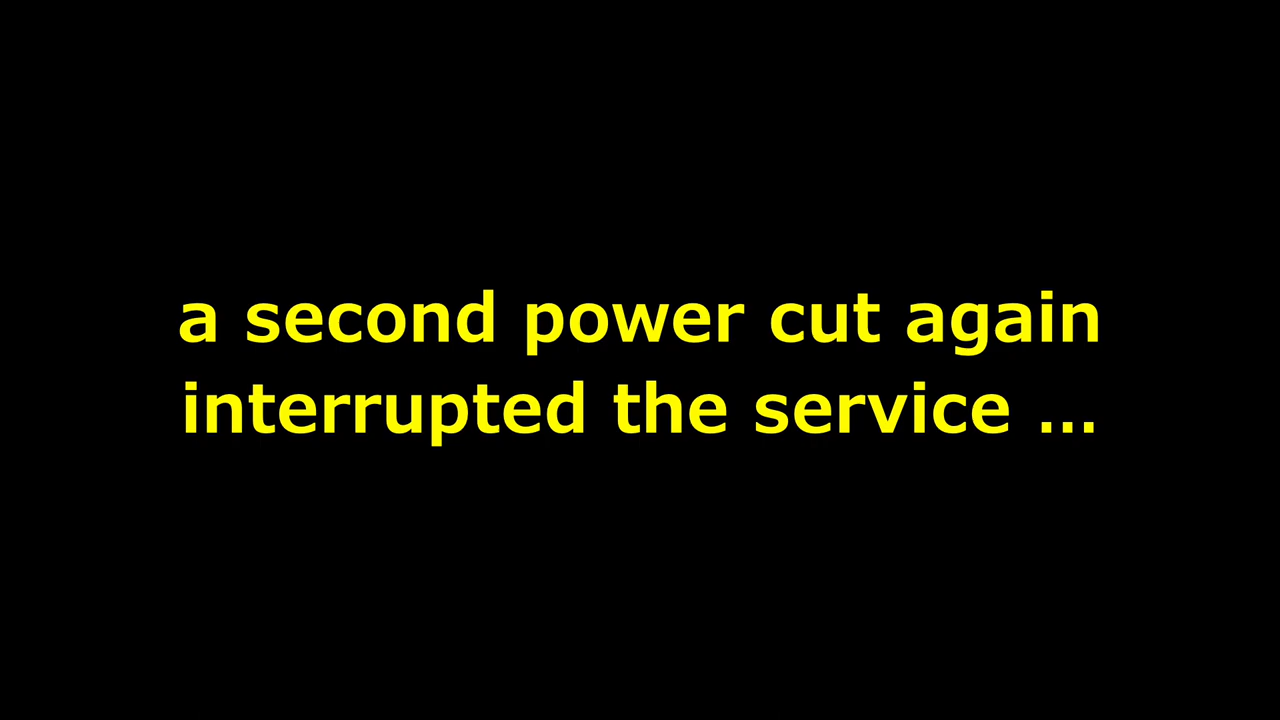 a second power cut again
interrupted the service ...